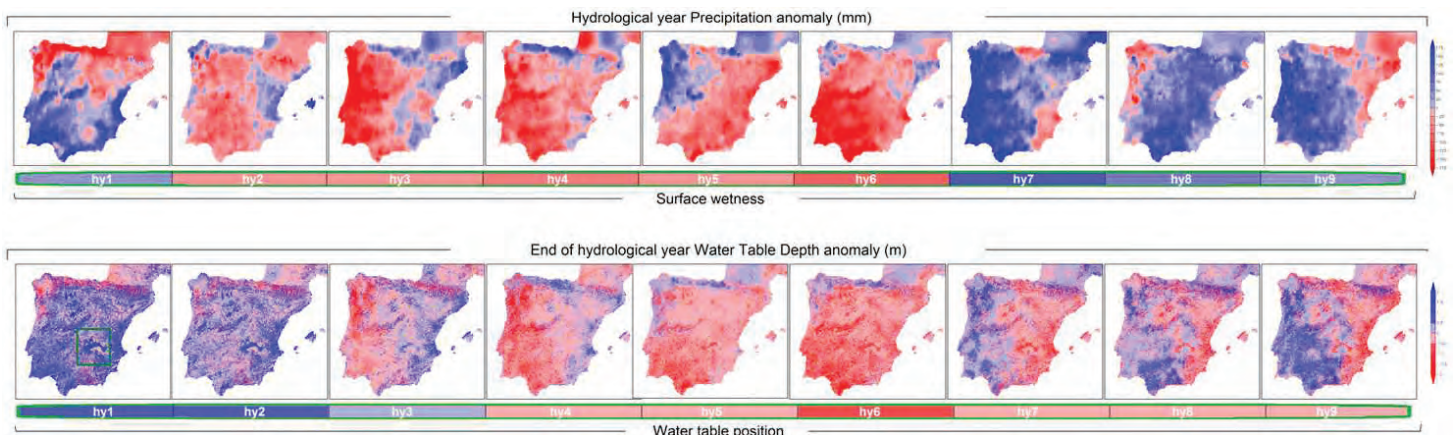 Hydrological year Precipitation anomaly (mm)
hy1 hy2 hy3 hy4 hy5 hy6 hy7 hy8 hy9
Surface wetness
End of hydrological year Water Table Depth anomaly (m)
hy1 hy2 hy3 hy4 hy5 hy6 hy7 hy8 hy9
Water table position